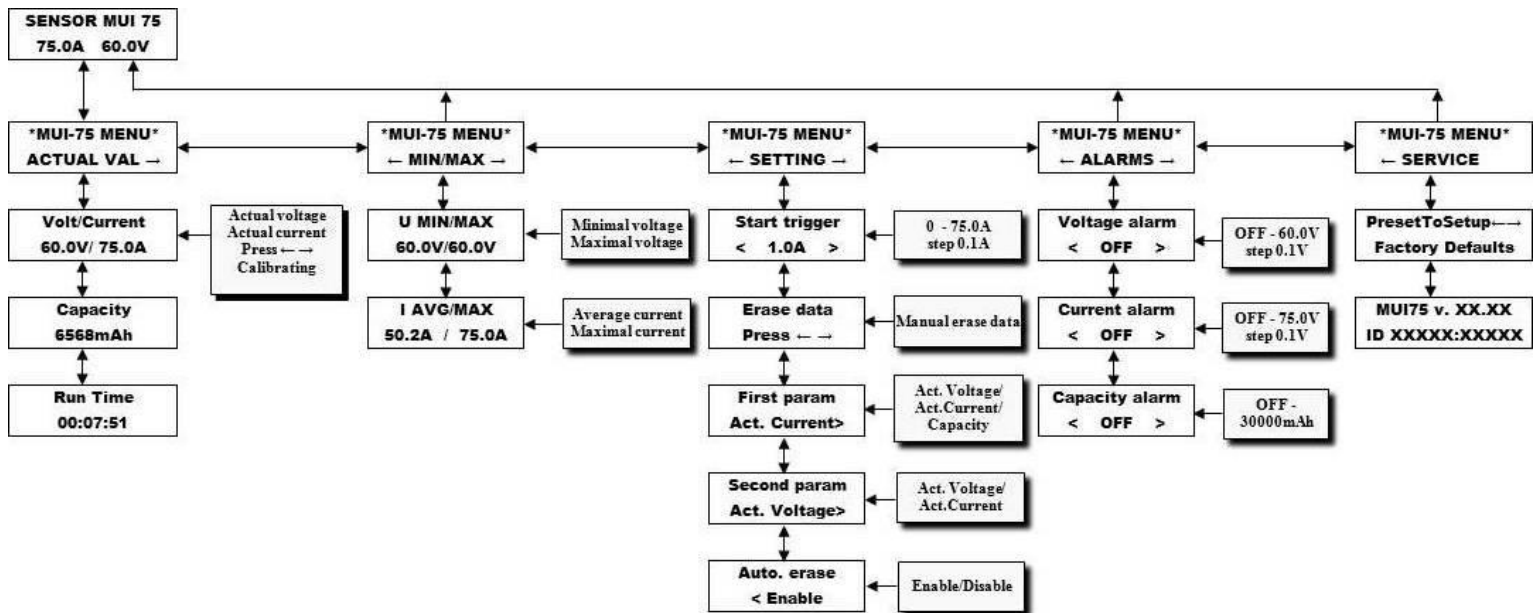 SENSOR MUI 75
75.0A 60.0V
*MUI-75 MENU*
ACTUAL VAL →
*MUI-75 MENU*
← MIN/MAX →
*MUI-75 MENU*
← SETTING →
*MUI-75 MENU*
← ALARMS →
*MUI-75 MENU*
← SERVICE
Volt/Current
60.0V/ 75.0A
Actual voltage
Actual current
Press ← →
Calibrating
Capacity
6568mAh
Run Time
00:07:51
U MIN/MAX
60.0V/60.0V
Minimal voltage
Maximal voltage
I AVG/MAX
50.2A / 75.0A
Average current
Maximal current
Start trigger
< 1.0A >
0 - 75.0A
step 0.1A
Erase data
Press ← →
Manual erase data
First param
Act. Current>
Act. Voltage/
Act.Current/
Capacity
Second param
Act. Voltage>
Act. Voltage/
Act.Current
Auto. erase
< Enable
Enable/Disable
Voltage alarm
< OFF >
OFF - 60.0V
step 0.1V
Current alarm
< OFF >
OFF - 75.0V
step 0.1V
Capacity alarm
< OFF >
OFF -
30000mAh
PresetToSetup←→
Factory Defaults
MUI75 v. XX.XX
ID XXXXX:XXXXX